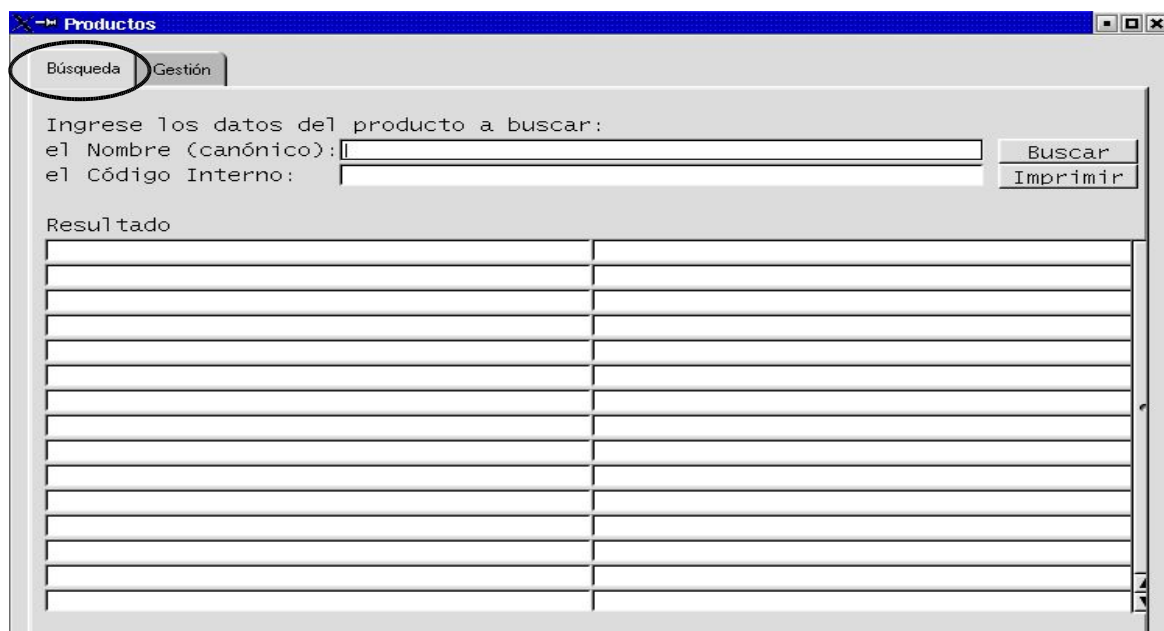 Productos
Búsqueda Gestión
Ingrese los datos del producto a buscar:
el Nombre (canónico): Buscar
el Código Interno: Imprimir
Resultado